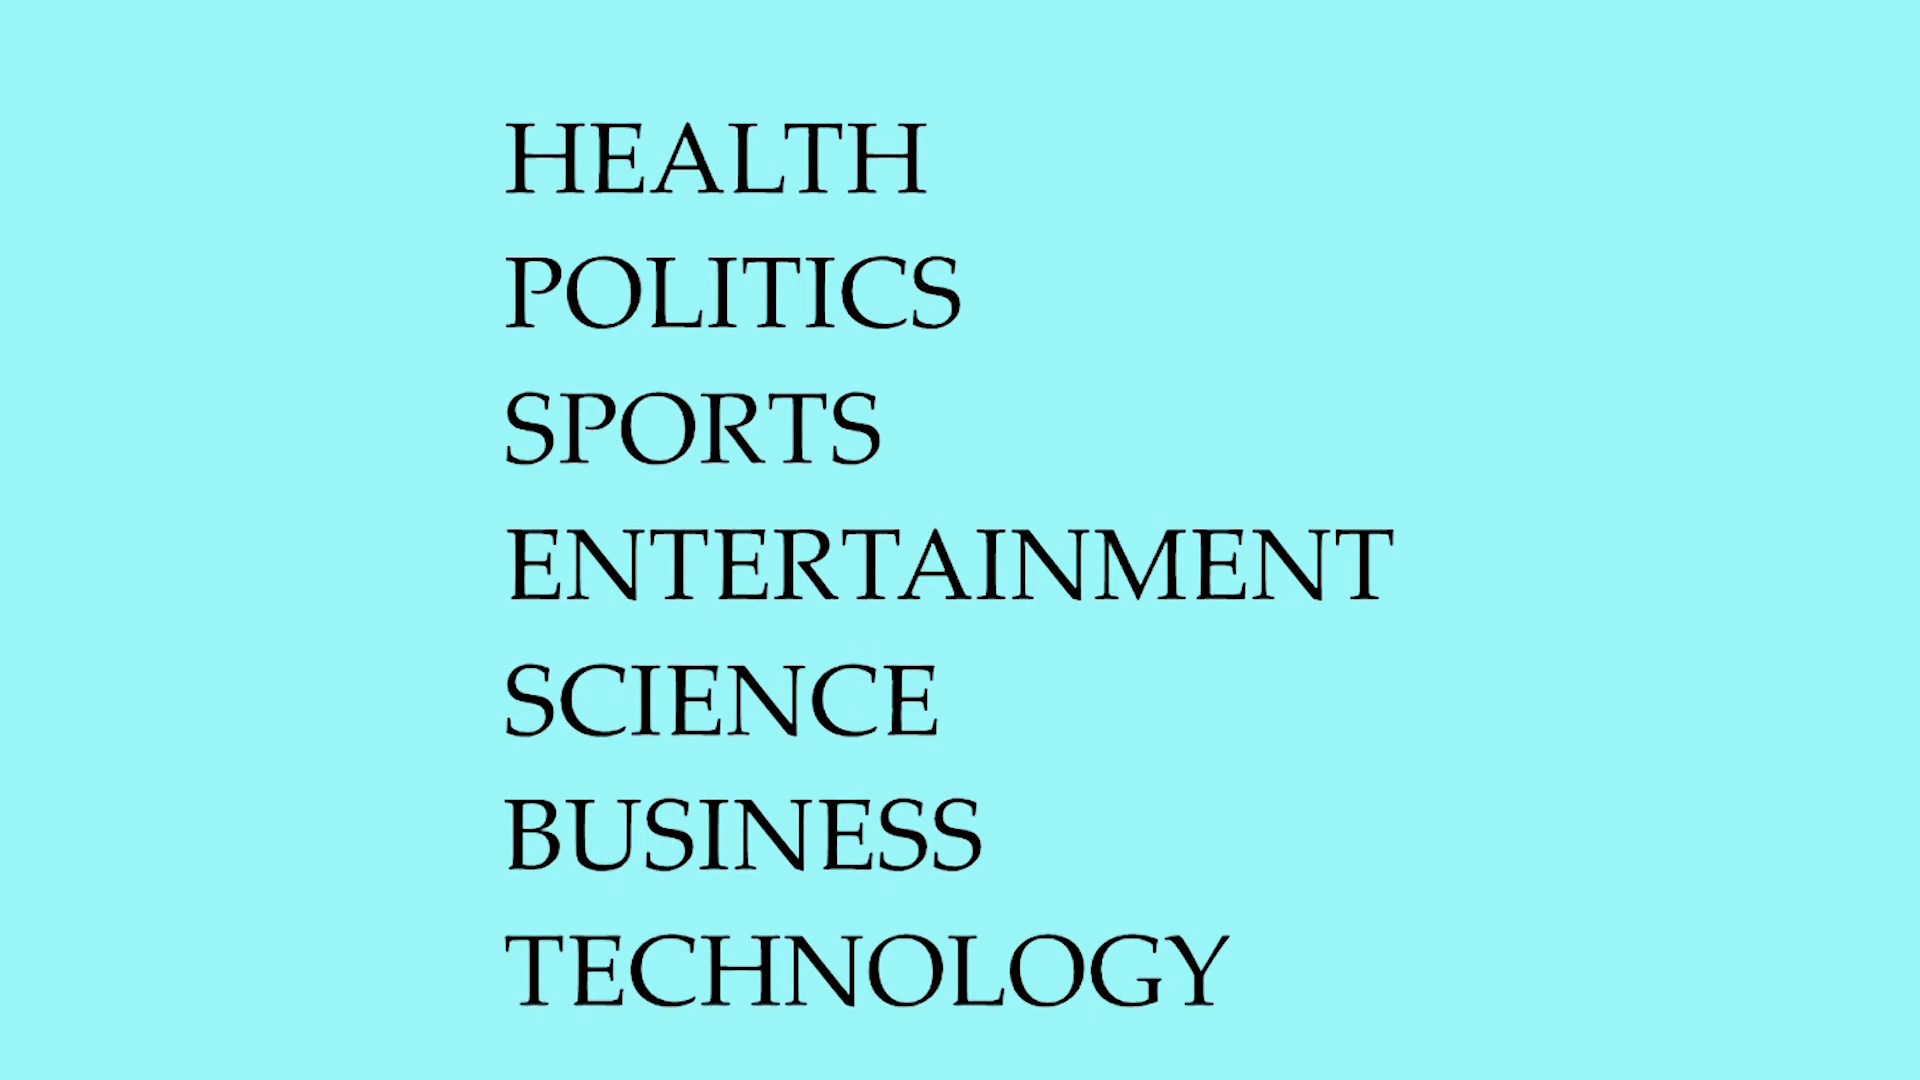 HEALTH
POLITICS
SPORTS
ENTERTAINMENT
SCIENCE
BUSINESS
TECHNOLOGY